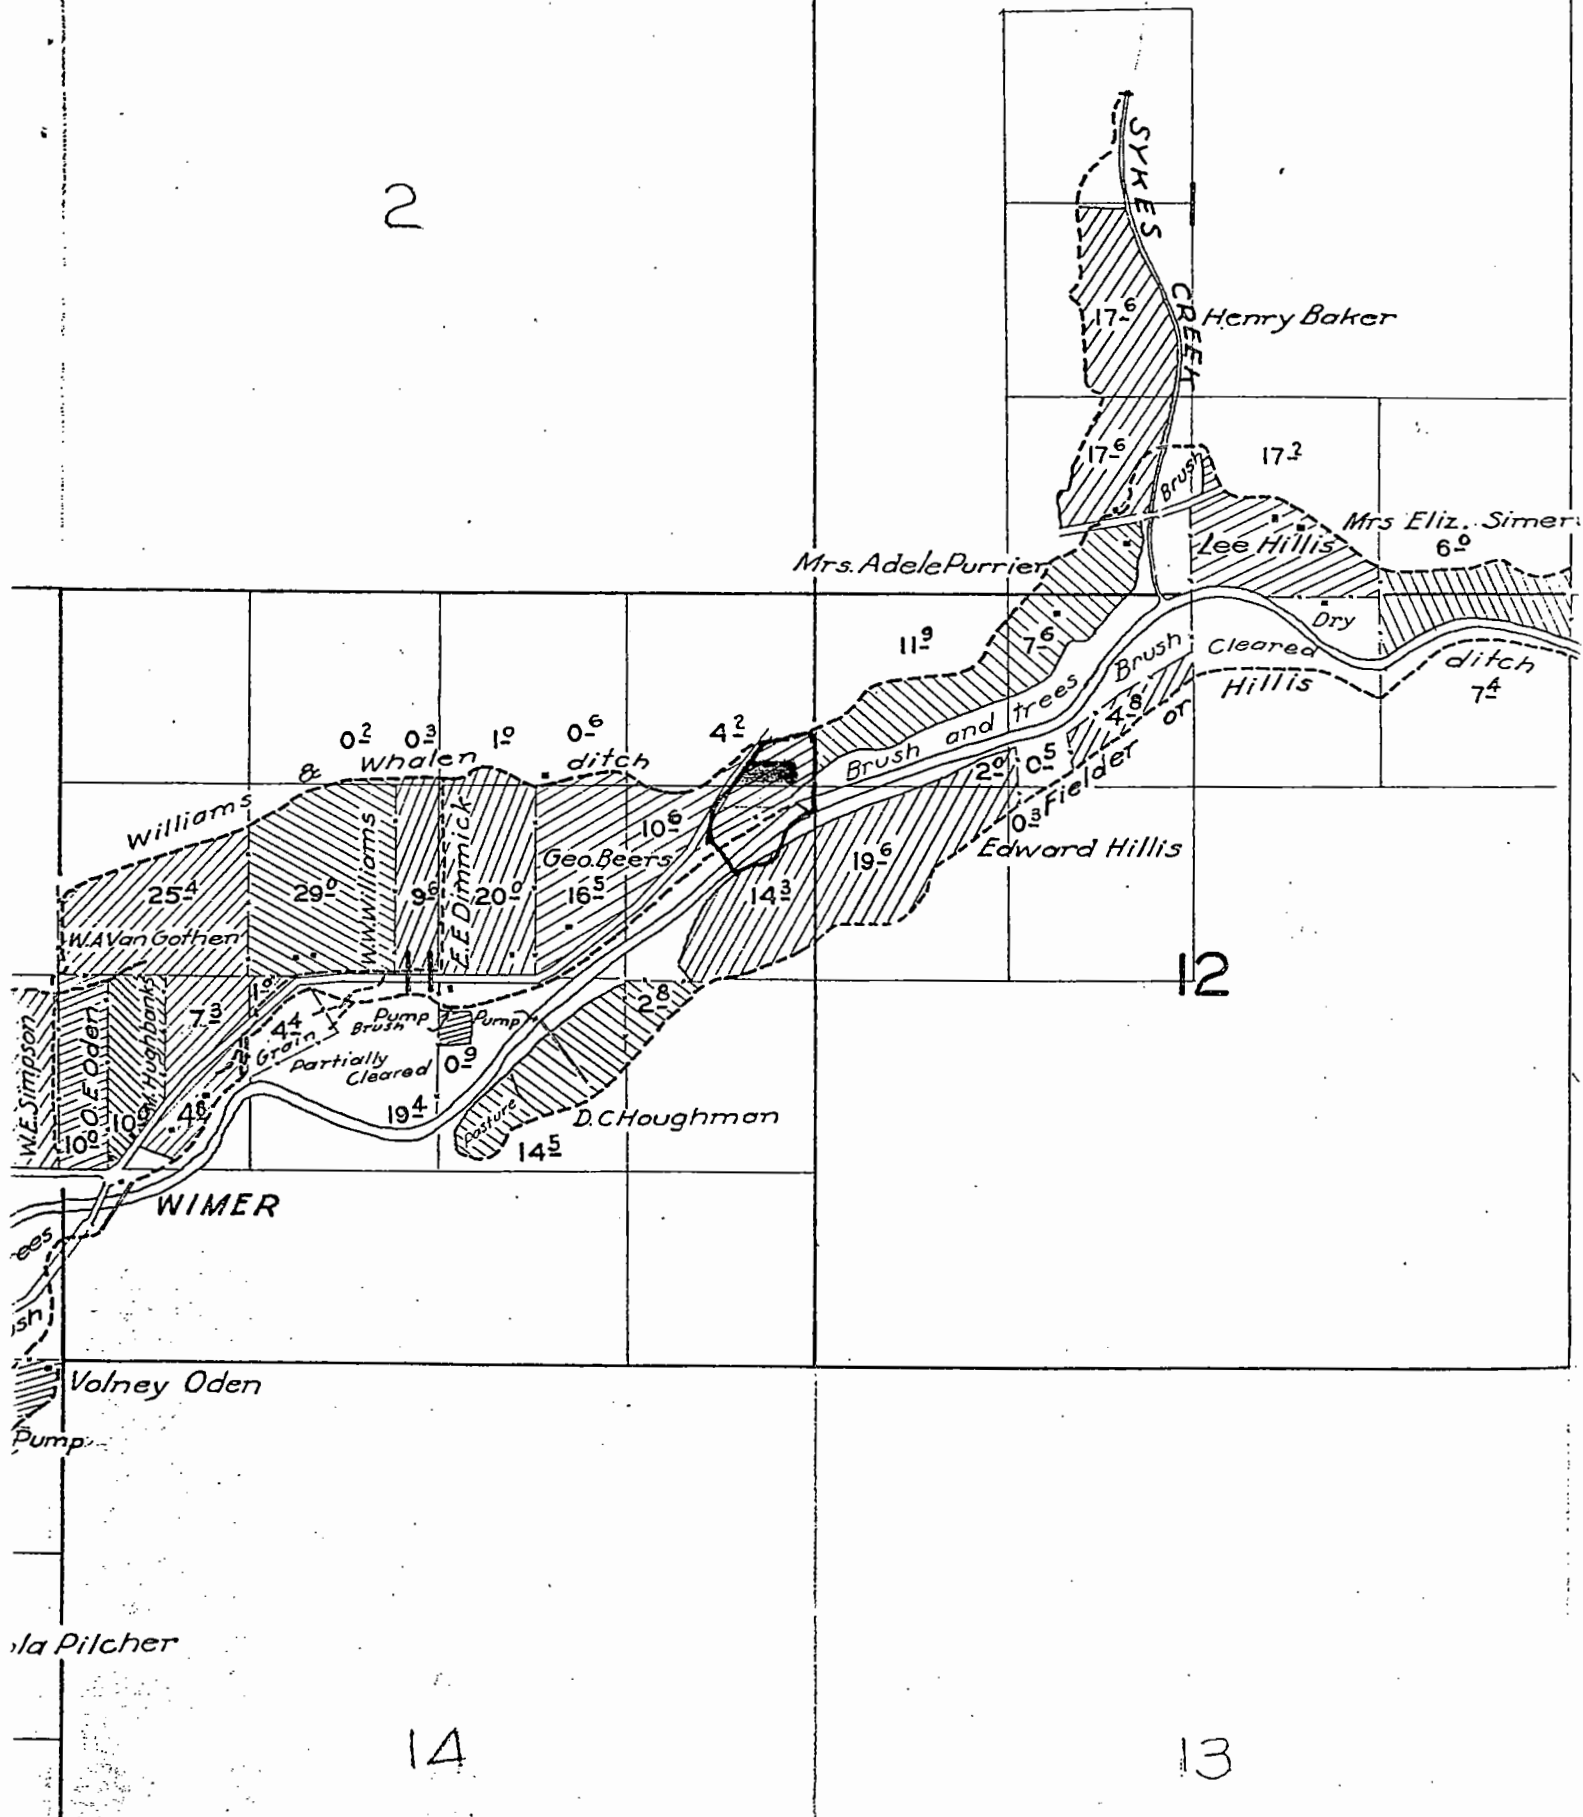 2
SYKES CREEK
17-6
Henry Baker
17-6
Brush
17-2
Mrs Eliz. Simer
6-0
Lee Hillis
Mrs. Adele Purrier
Dry
11-9
7-6
Brush
Cleared
ditch
7-4
Hillis
or
Fielder
4-8
Brush and trees
2-0
0-5
0-3
Edward Hillis
0-2
0-3
1-0
0-6
4-2
Williams & Whalen ditch
10-6
Geo. Beers
16-5
19-6
14-3
25-4
29-0
W.W. Williams
9-6
E.E Dimmick
20-0
W.A Van Gothen
12
W.E. Simpson
10-0
O.E. Oden
10-0
Hughbanks
7-3
1-0
4-4
Grain
4-8
Pump
Brush
Pump
Partially
Cleared
0-9
2-8
19-4
Pasture
14-5
D.C Houghman
WIMER
ees
sh
Volney Oden
Pump
la Pilcher
14
13